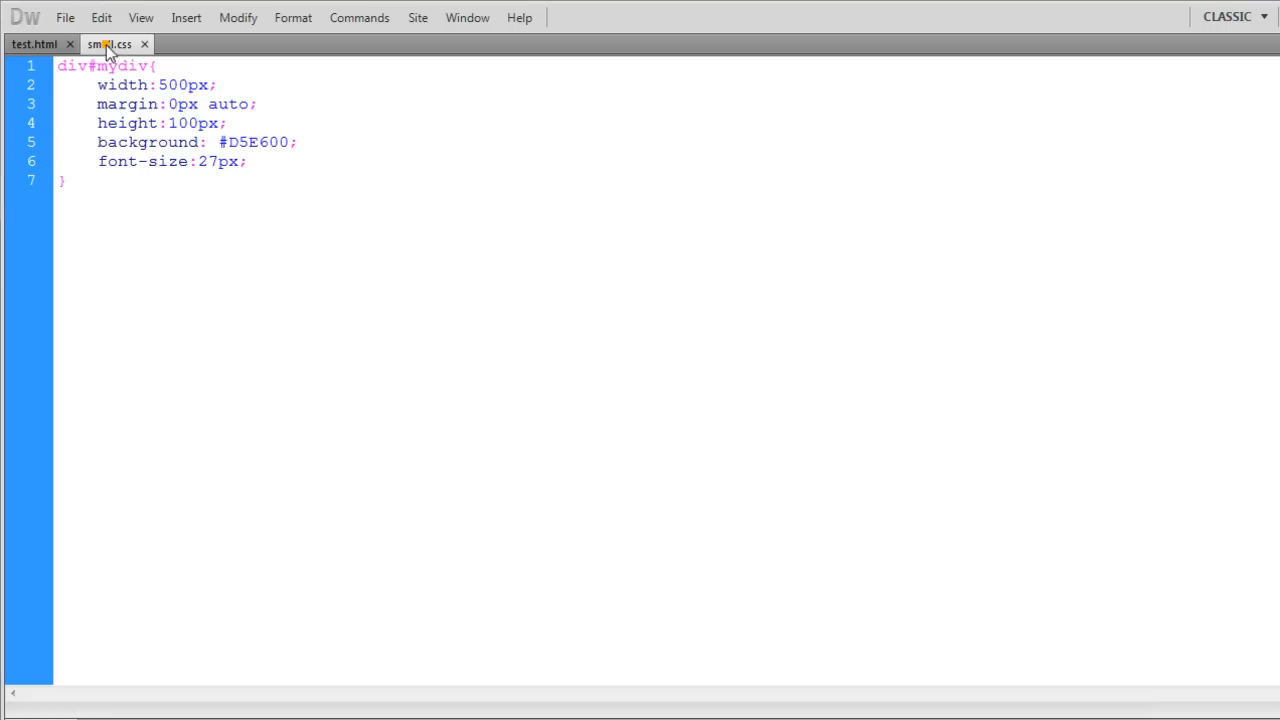 Dw File Edit View Insert Modify Format Commands Site Window Help CLASSIC
test.html
1 div#mydiv{
2 width:500px;
3 margin:0px auto;
4 height:100px;
5 background: #D5E600;
6 font-size:27px;
7 }